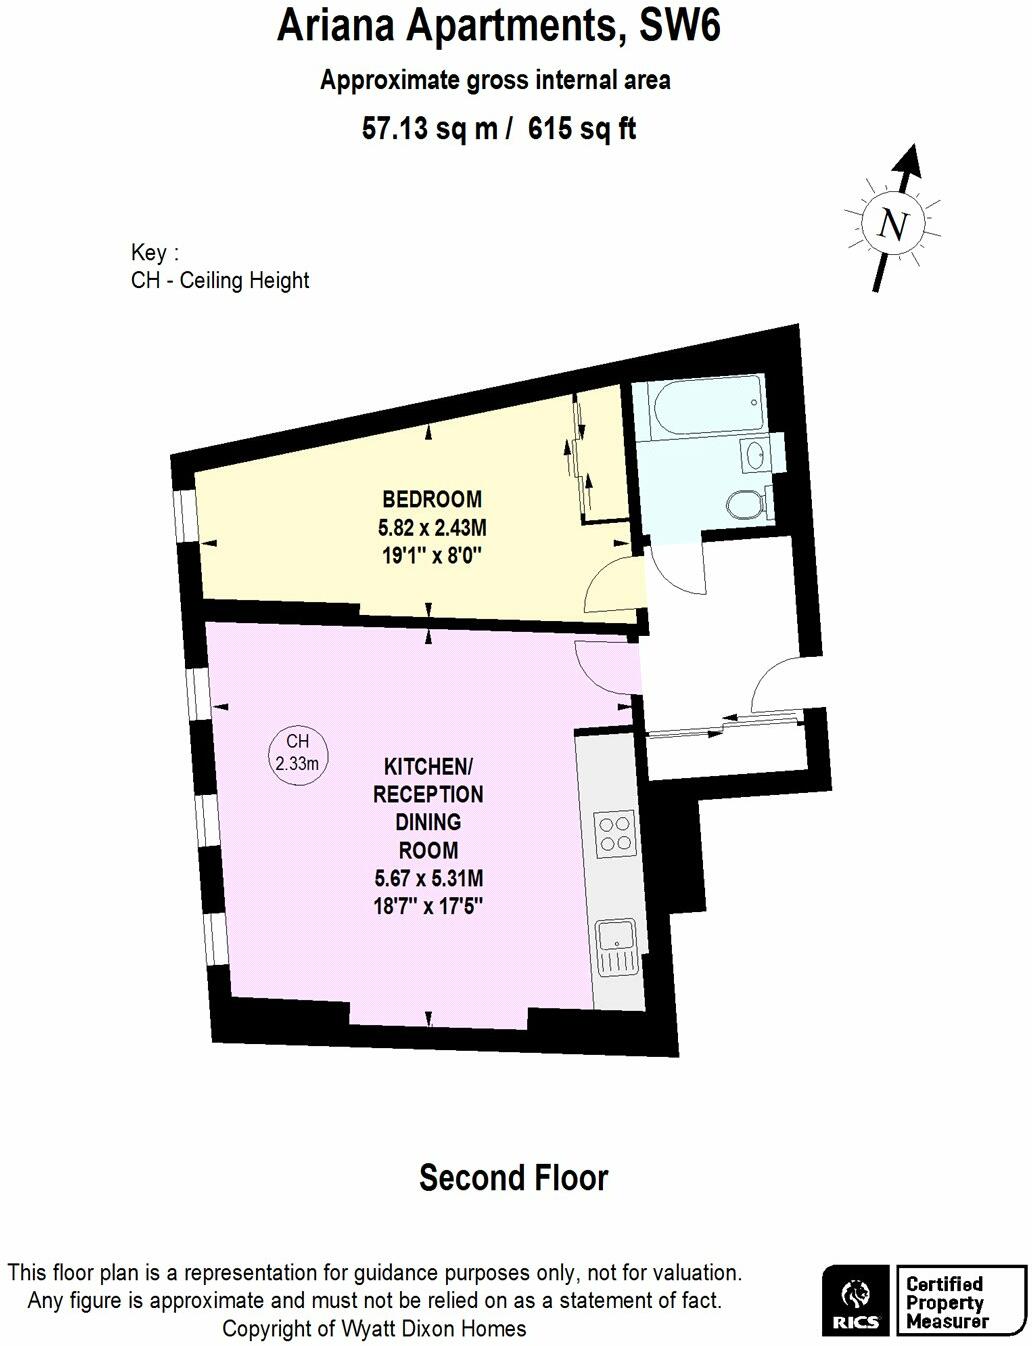 Ariana Apartments, SW6
Approximate gross internal area
57.13 sq m / 615 sq ft
N
Key :
CH - Ceiling Height
BEDROOM
5.82 x 2.43M
19'1" x 8'0"
CH
2.33m
KITCHEN/
RECEPTION
DINING
ROOM
5.67 x 5.31M
18'7" x 17'5"
Second Floor
This floor plan is a representation for guidance purposes only, not for valuation.
Any figure is approximate and must not be relied on as a statement of fact.
Copyright of Wyatt Dixon Homes
RICS
Certified
Property
Measurer